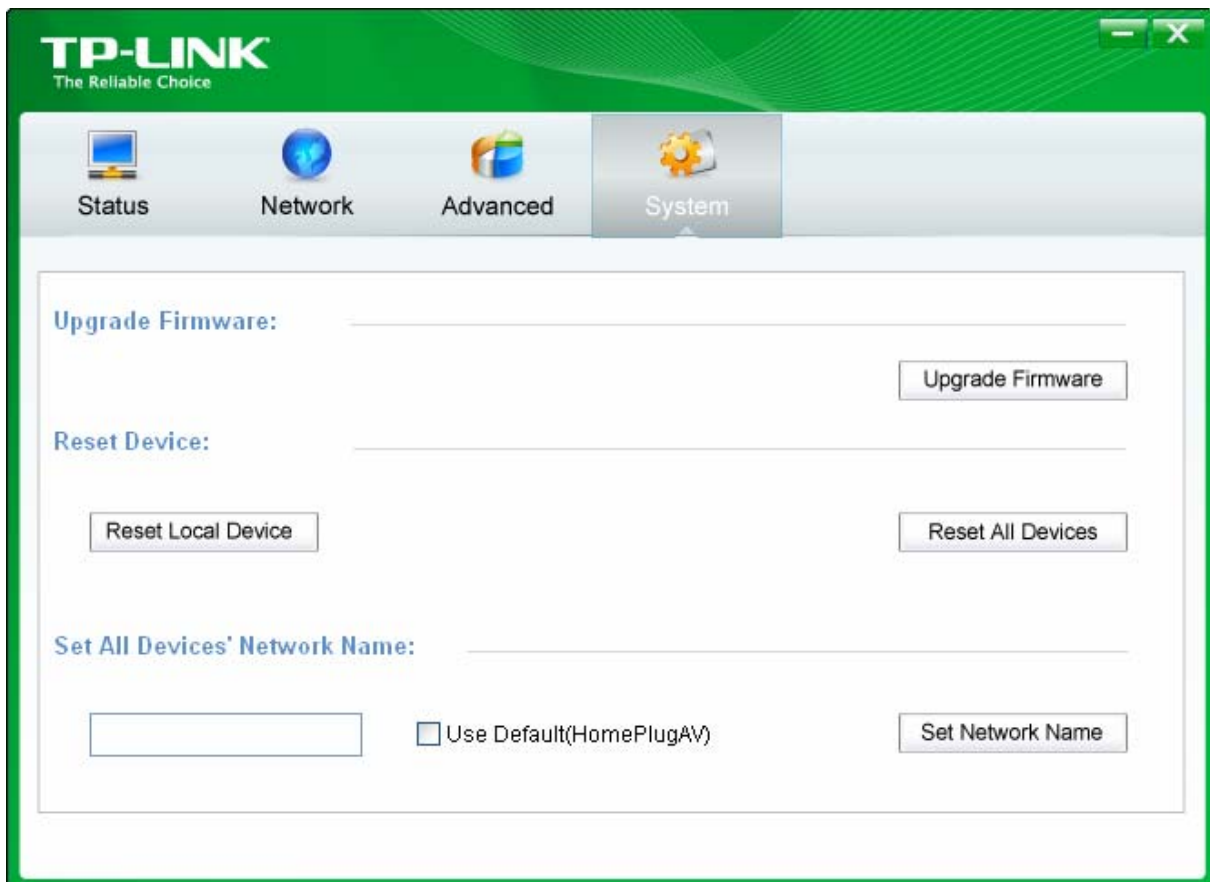 TP-LINK
The Reliable Choice
Status
Network
Advanced
System
Upgrade Firmware:
Upgrade Firmware
Reset Device:
Reset Local Device
Reset All Devices
Set All Devices' Network Name:
Use Default(HomePlugAV)
Set Network Name